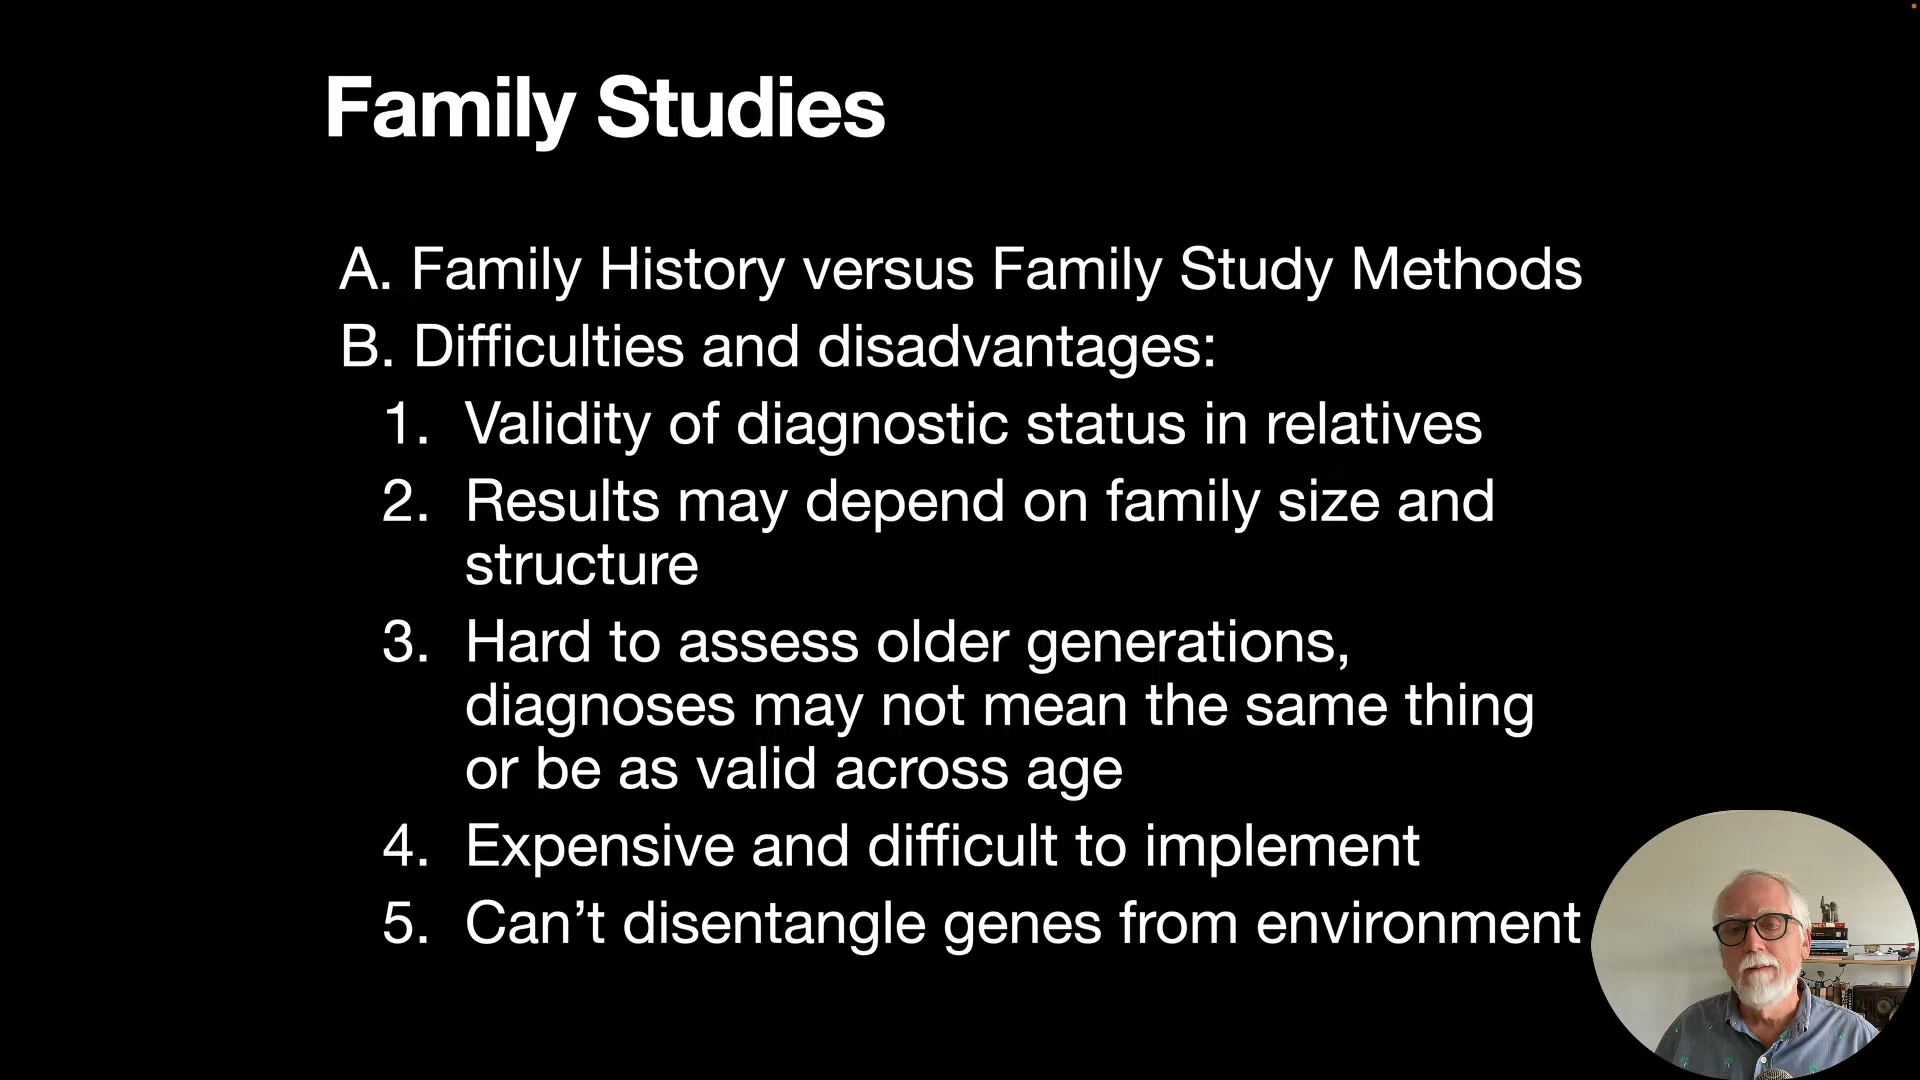 Family Studies
A. Family History versus Family Study Methods
B. Difficulties and disadvantages:
1. Validity of diagnostic status in relatives
2. Results may depend on family size and
structure
3. Hard to assess older generations,
diagnoses may not mean the same thing
or be as valid across age
4. Expensive and difficult to implement
5. Can’t disentangle genes from environment